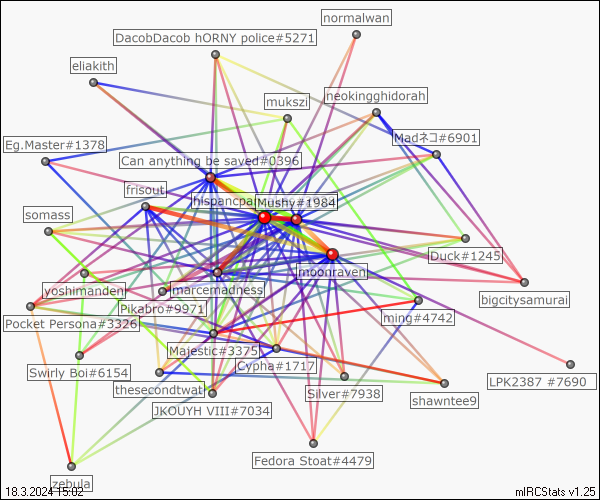 normalwan
DacobDacob hORNY police#5271
eliakith
mukszi
neokingghidorah
Eg.Master#1378
Madネコ#6901
Can anything be saved#0396
frisout
hispancpa
Mushy#1984
somass
Duck#1245
moonraven
yoshimanden
marcemadness
bigcitysamurai
Pikabro#9971
ming#4742
Pocket Persona#3326
Majestic#3375
Cypha#1717
Swirly Boi#6154
LPK2387 #7690
thesecondtwat
Silver#7938
shawntee9
JKOUYH VIII#7034
Fedora Stoat#4479
zebula
18.3.2024 15:02
mIRCStats v1.25